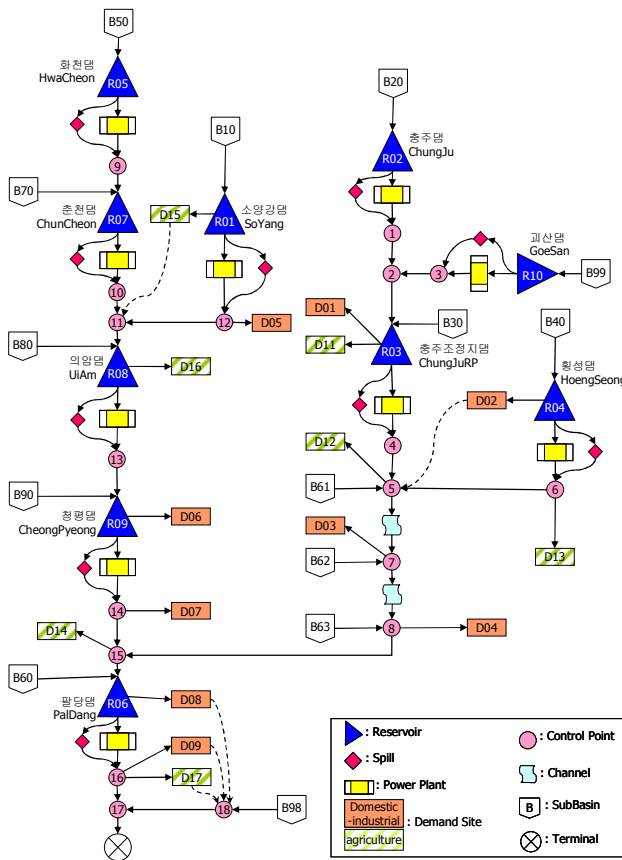 B50
화천댐
HwaCheon
R05
B20
B10
충주댐
ChungJu
R02
9
B70
춘천댐
ChunCheon
R07
D15
소양강댐
SoYang
R01
1
괴산댐
GoeSan
2
3
R10
B99
10
11
12
D05
D01
B30
B40
B80
의암댐
UiAm
R08
D16
D11
R03
충주조정지댐
ChungJuRP
횡성댐
HoengSeong
D02
R04
4
D12
13
B61
5
6
B90
청평댐
CheongPyeong
R09
D06
D03
B62
7
D13
14
D07
D14
B63
8
D04
15
B60
팔당댐
PalDang
R06
D08
D09
16
D17
17
18
B98
: Reservoir
: Control Point
: Spill
: Channel
: Power Plant
Domestic
-industrial
: Demand Site
B
: SubBasin
agriculture
: Terminal